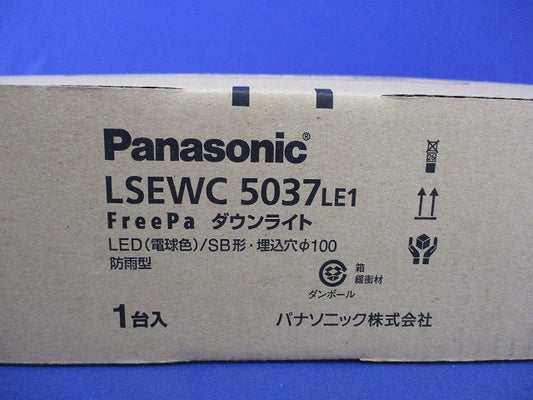 Panasonic®
LSEWC 5037LE1
FreePa ダウンライト
LED(電球色)/SB形・埋込穴φ100
防雨型
箱
緩衝材
ダンボール
1台入
パナソニック株式会社